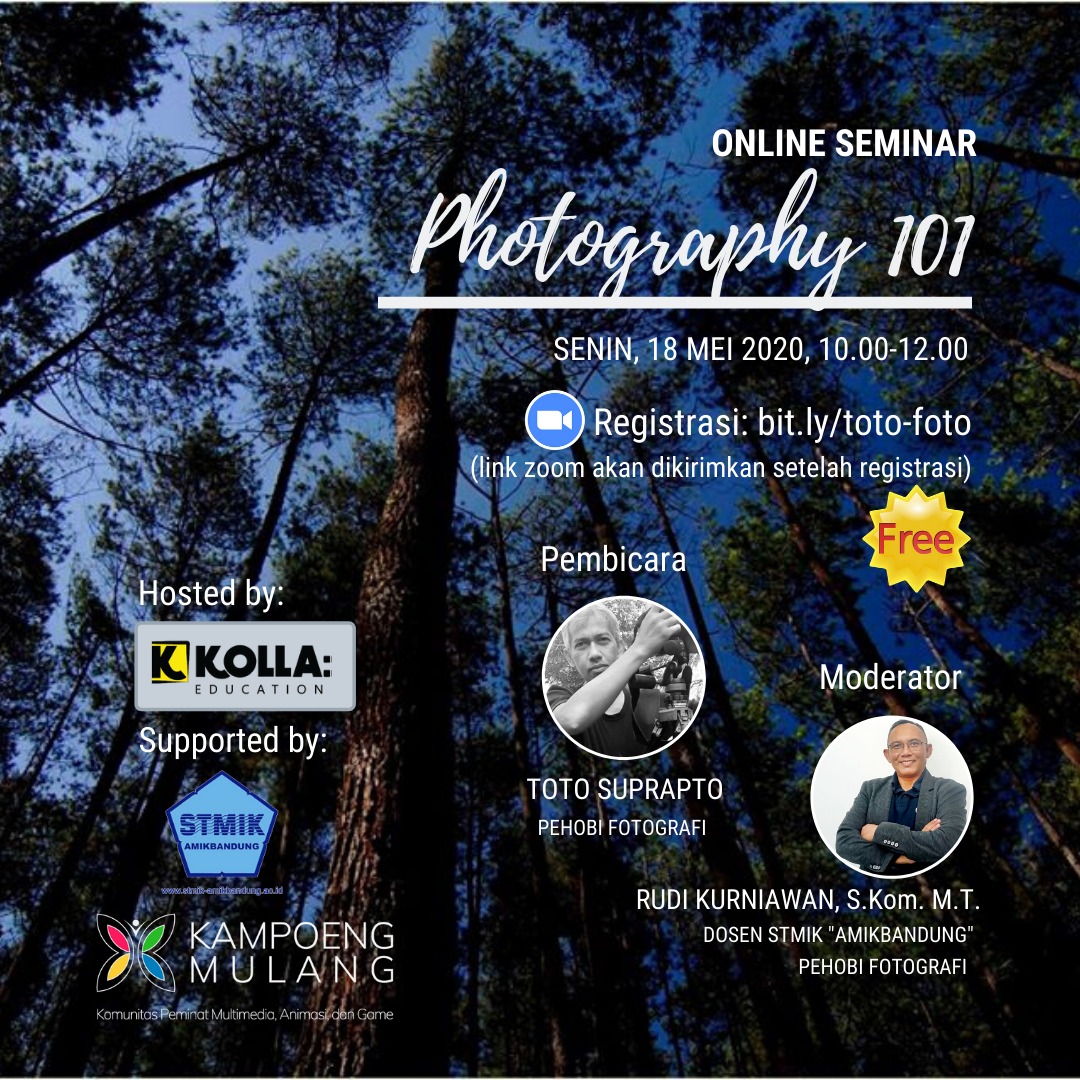 ONLINE SEMINAR
Photography 101
SENIN, 18 MEI 2020, 10.00-12.00
Registrasi: bit.ly/toto-foto
(link zoom akan dikirimkan setelah registrasi)
Free
Pembicara
TOTO SUPRAPTO
PEHOBI FOTOGRAFI
Moderator
RUDI KURNIAWAN, S.Kom. M.T.
DOSEN STMIK "AMIKBANDUNG"
PEHOBI FOTOGRAFI
Hosted by:
K KOLLA:
EDUCATION
Supported by:
STMIK
AMIKBANDUNG
www.stmik-amikbandung.ac.id
KAMPOENG
MULANG
Komunitas Peminat Multimedia, Animasi, dan Game